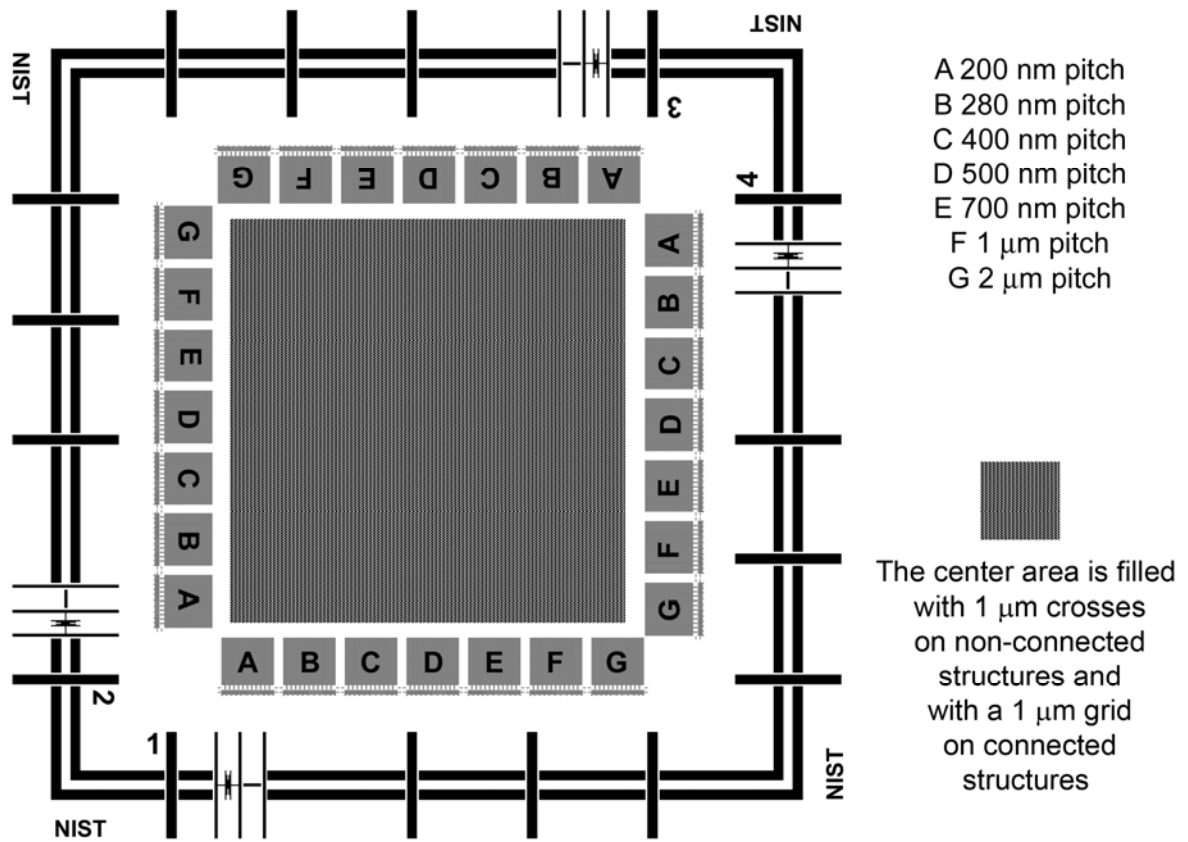 NIST
NIST
3
4
G F E D C B A
G
F
E
D
C
B
A
A
B
C
D
E
F
G
A B C D E F G
2
1
NIST
NIST
A 200 nm pitch
B 280 nm pitch
C 400 nm pitch
D 500 nm pitch
E 700 nm pitch
F 1 μm pitch
G 2 μm pitch
The center area is filled
with 1 μm crosses
on non-connected
structures and
with a 1 μm grid
on connected
structures